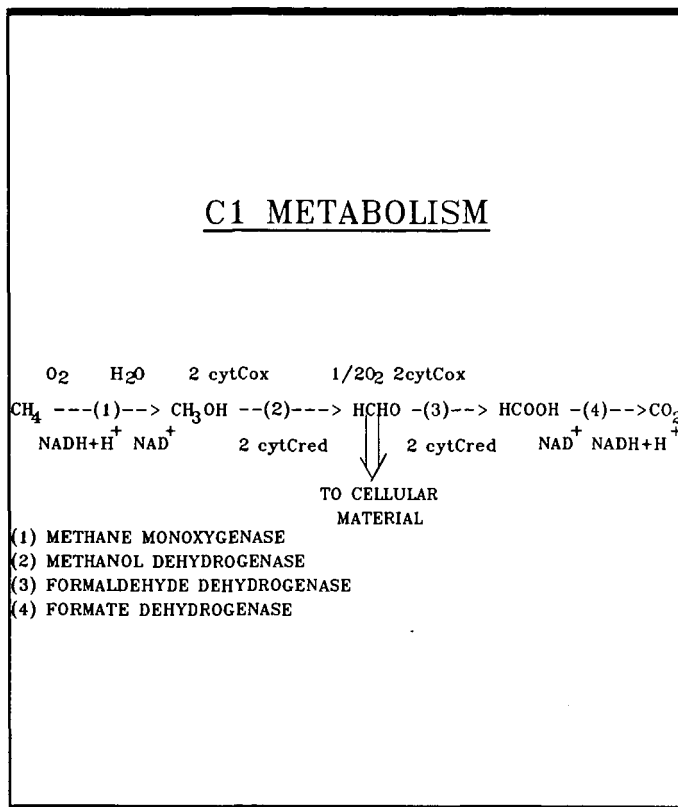 C1 METABOLISM
O2 H2O 2 cytCox 1/2O2 2cytCox
CH4 ---(1)--> CH3OH --(2)---> HCHO -(3)--> HCOOH -(4)-->CO2
NADH+H+ NAD+ 2 cytCred 2 cytCred NAD+ NADH+H+
TO CELLULAR
MATERIAL
(1) METHANE MONOXYGENASE
(2) METHANOL DEHYDROGENASE
(3) FORMALDEHYDE DEHYDROGENASE
(4) FORMATE DEHYDROGENASE